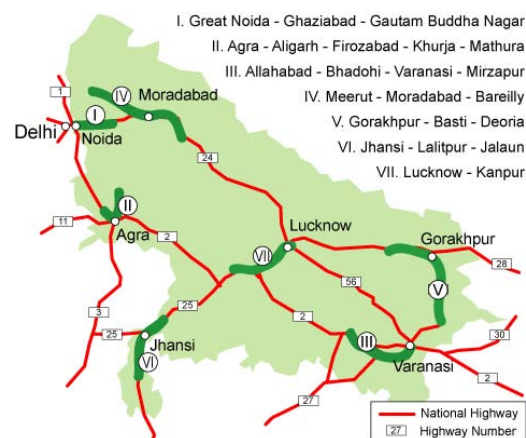 I. Great Noida - Ghaziabad - Gautam Buddha Nagar
II. Agra - Aligarh - Firozabad - Khurja - Mathura
III. Allahabad - Bhadohi - Varanasi - Mirzapur
IV. Meerut - Moradabad - Bareilly
V. Gorakhpur - Basti - Deoria
VI. Jhansi - Lalitpur - Jalaun
VII. Lucknow - Kanpur
1
IV
Moradabad
Delhi
I
Noida
24
II
11
Agra
2
Lucknow
Gorakhpur
VII
28
56
V
25
3
2
25
Jhansi
III
30
VI
Varanasi
2
27
National Highway
27 Highway Number